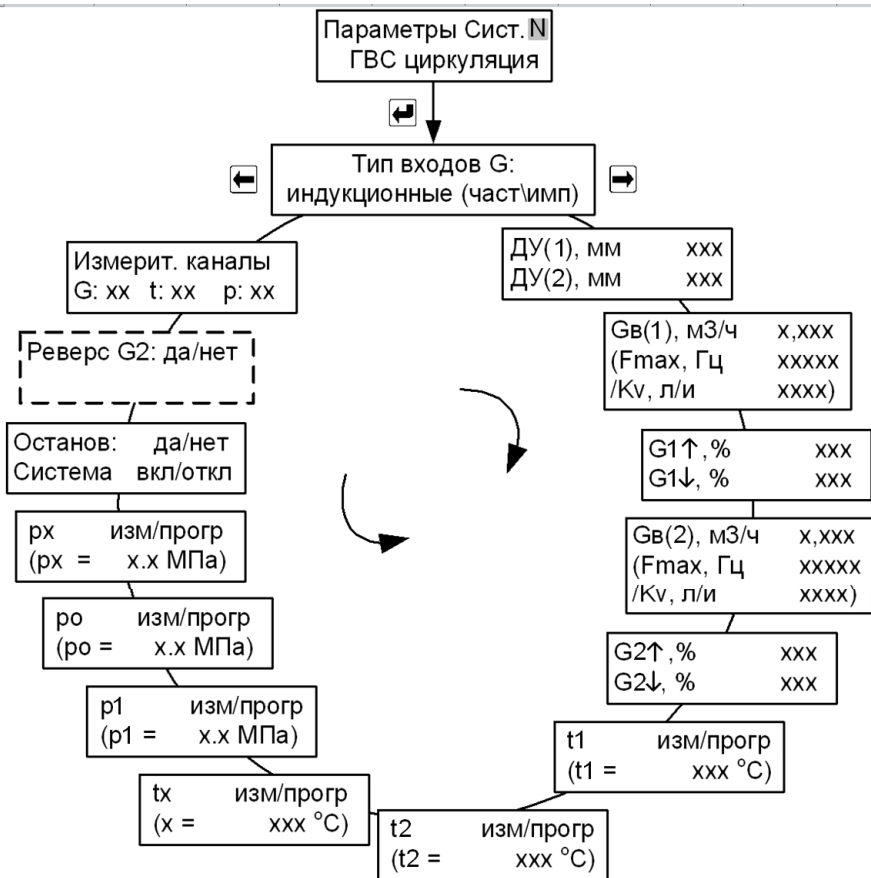 Параметры Сист. N
ГВС циркуляция
Тип входов G:
индукционные (част\имп)
ДУ(1), мм xxx
ДУ(2), мм xxx
Gв(1), м3/ч x,xxx
(Fmax, Гц xxxxx
/Kv, л/и xxxx)
G1↑,% xxx
G1↓, % xxx
Gв(2), м3/ч x,xxx
(Fmax, Гц xxxxx
/Kv, л/и xxxx)
G2↑,% xxx
G2↓, % xxx
t1 изм/прогр
(t1 = xxx °C)
t2 изм/прогр
(t2 = xxx °C)
tx изм/прогр
(x = xxx °C)
p1 изм/прогр
(p1 = x.x МПа)
po изм/прогр
(po = x.x МПа)
px изм/прогр
(px = x.x МПа)
Останов: да/нет
Система вкл/откл
Реверс G2: да/нет
Измерит. каналы
G: xx t: xx p: xx